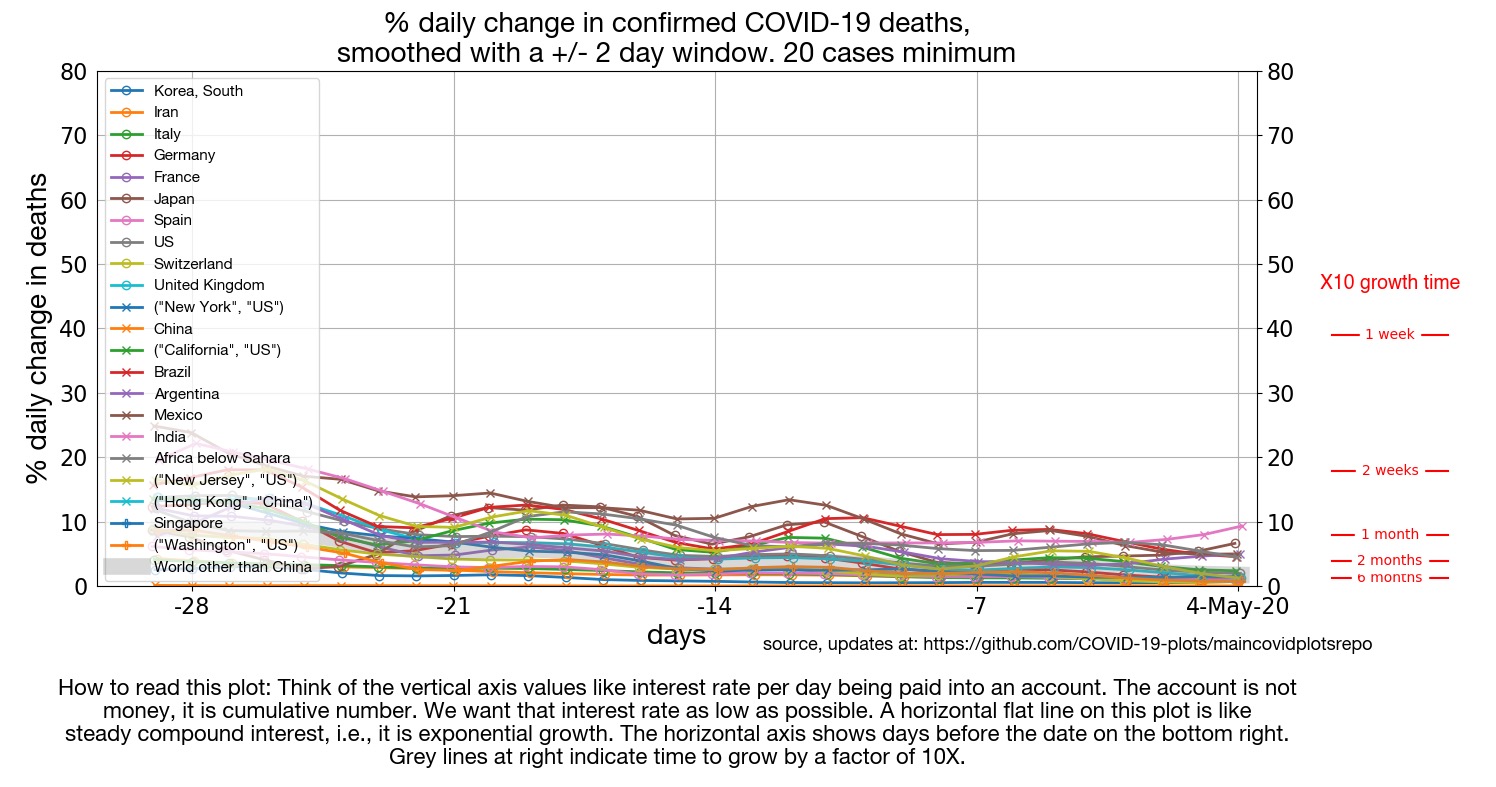 % daily change in confirmed COVID-19 deaths,
smoothed with a +/- 2 day window. 20 cases minimum
% daily change in deaths
80
70
60
50
40
30
20
10
0
Korea, South
Iran
Italy
Germany
France
Japan
Spain
US
Switzerland
United Kingdom
("New York", "US")
China
("California", "US")
Brazil
Argentina
Mexico
India
Africa below Sahara
("New Jersey", "US")
("Hong Kong", "China")
Singapore
("Washington", "US")
World other than China
80
70
60
50
40
30
20
10
0
X10 growth time
1 week
2 weeks
1 month
2 months
6 months
-28
-21
-14
-7
4-May-20
days
source, updates at: https://github.com/COVID-19-plots/maincovidplotsrepo
How to read this plot: Think of the vertical axis values like interest rate per day being paid into an account. The account is not
money, it is cumulative number. We want that interest rate as low as possible. A horizontal flat line on this plot is like
steady compound interest, i.e., it is exponential growth. The horizontal axis shows days before the date on the bottom right.
Grey lines at right indicate time to grow by a factor of 10X.